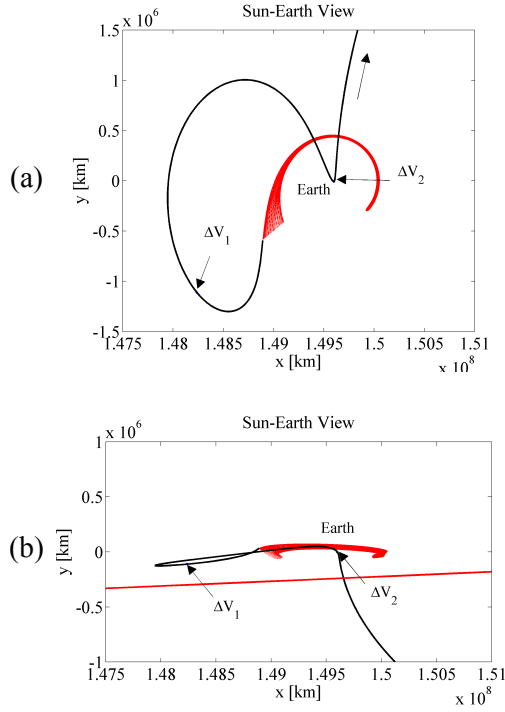 Sun-Earth View
x 10^6
1.5
1
0.5
0
-0.5
-1
-1.5
y [km]
(a)
Earth
ΔV_2
ΔV_1
1.475 1.48 1.485 1.49 1.495 1.5 1.505 1.51
x [km]
x 10^8
Sun-Earth View
x 10^6
1
0.5
0
-0.5
-1
y [km]
(b)
Earth
ΔV_1
ΔV_2
1.475 1.48 1.485 1.49 1.495 1.5 1.505 1.51
x [km]
x 10^8